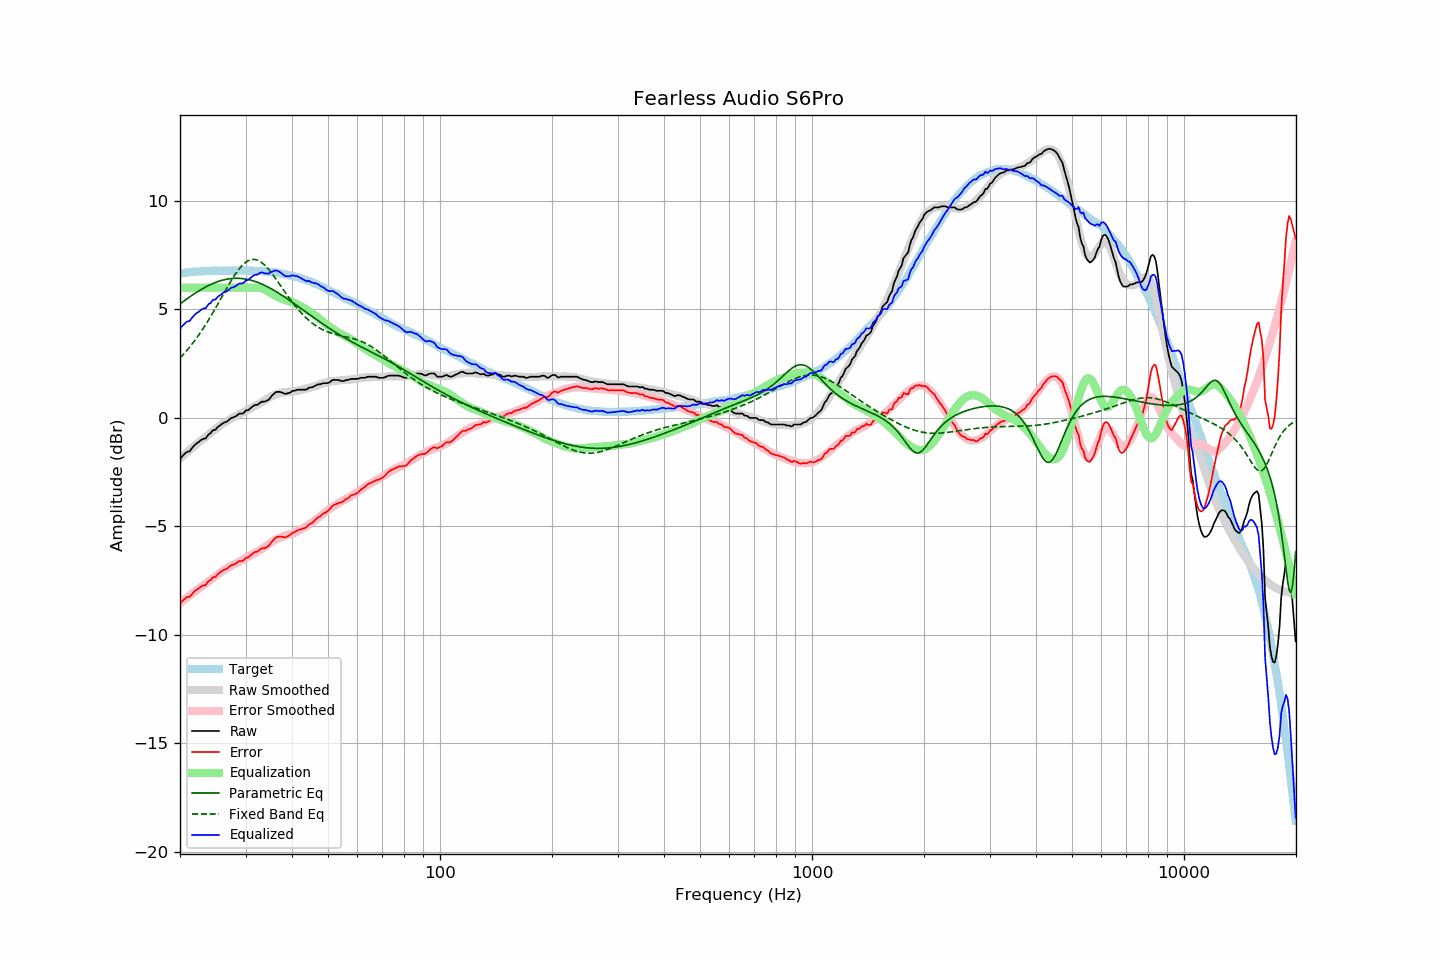 Fearless Audio S6Pro
Amplitude (dBr)
10
5
0
−5
−10
−15
−20
Target
Raw Smoothed
Error Smoothed
Raw
Error
Equalization
Parametric Eq
Fixed Band Eq
Equalized
100
1000
10000
Frequency (Hz)